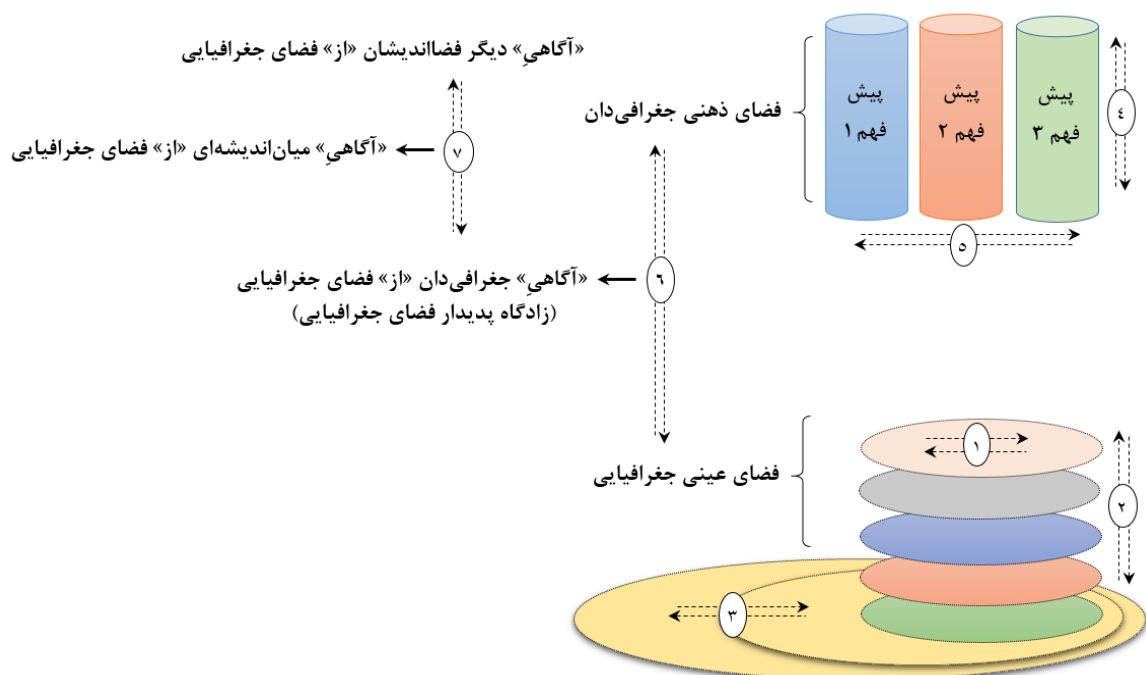 پیش
فهم ۳
پیش
فهم ۲
پیش
فهم ۱
۴
۵
فضای ذهنی جغرافی‌دان
«آگاهیِ» دیگر فضااندیشان «از» فضای جغرافیایی
۷
«آگاهیِ» میان‌اندیشه‌ای «از» فضای جغرافیایی
۶
«آگاهیِ» جغرافی‌دان «از» فضای جغرافیایی
(زادگاه پدیدار فضای جغرافیایی)
فضای عینی جغرافیایی
۱
۲
۳